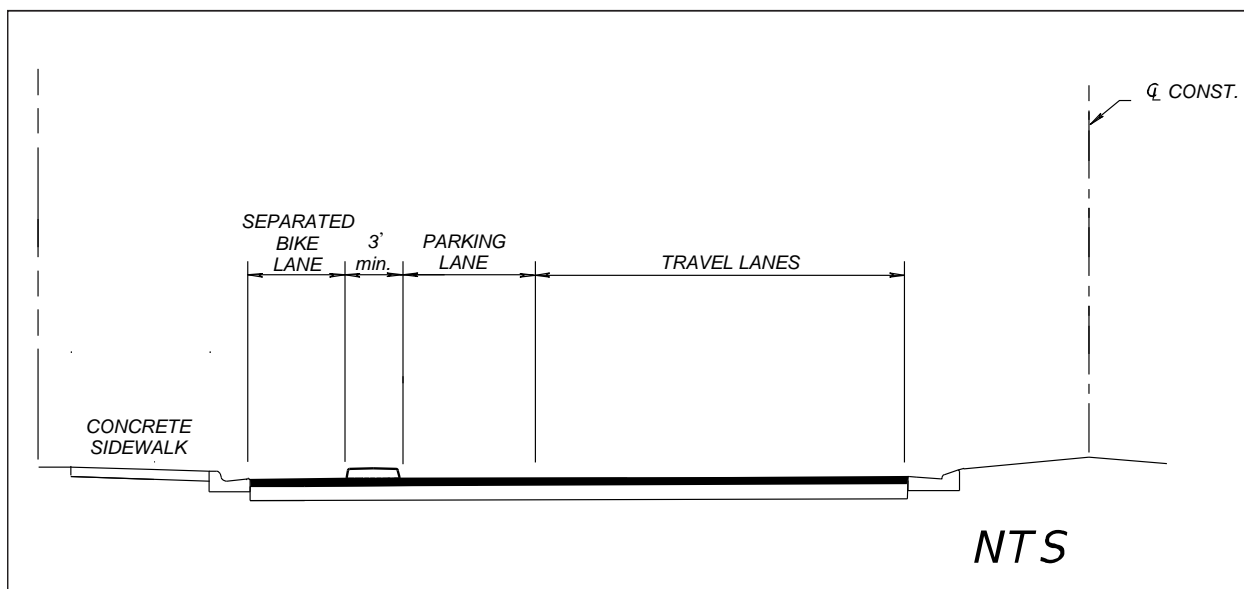 ℄ CONST.
SEPARATED
BIKE
LANE
3'
min.
PARKING
LANE
TRAVEL LANES
CONCRETE
SIDEWALK
NTS